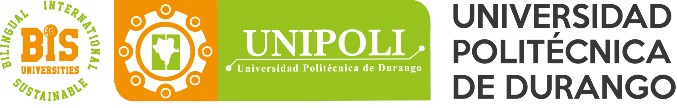 BILINGUAL INTERNATIONAL
BIS
UNIVERSITIES
SUSTAINABLE
UNIPOLI
Universidad Politécnica de Durango
UNIVERSIDAD
POLITÉCNICA
DE DURANGO